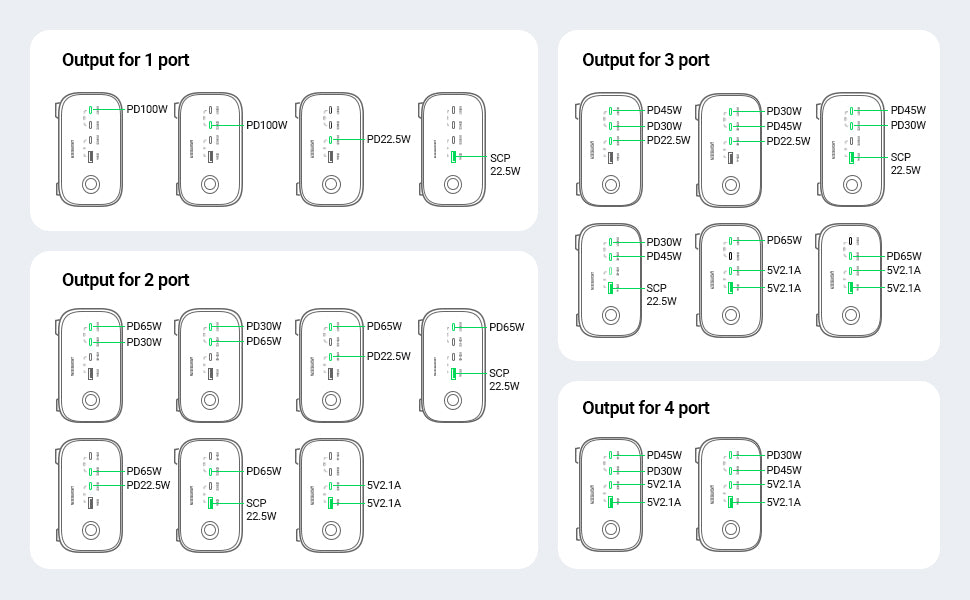 Output for 1 port
PD100W
PD100W
PD22.5W
SCP
22.5W
Output for 2 port
PD65W
PD30W
PD30W
PD65W
PD65W
PD22.5W
PD65W
SCP
22.5W
PD65W
PD22.5W
PD65W
SCP
22.5W
5V2.1A
5V2.1A
Output for 3 port
PD45W
PD30W
PD22.5W
PD30W
PD45W
PD22.5W
PD45W
PD30W
SCP
22.5W
PD30W
PD45W
SCP
22.5W
PD65W
5V2.1A
5V2.1A
PD65W
5V2.1A
5V2.1A
Output for 4 port
PD45W
PD30W
5V2.1A
5V2.1A
PD30W
PD45W
5V2.1A
5V2.1A